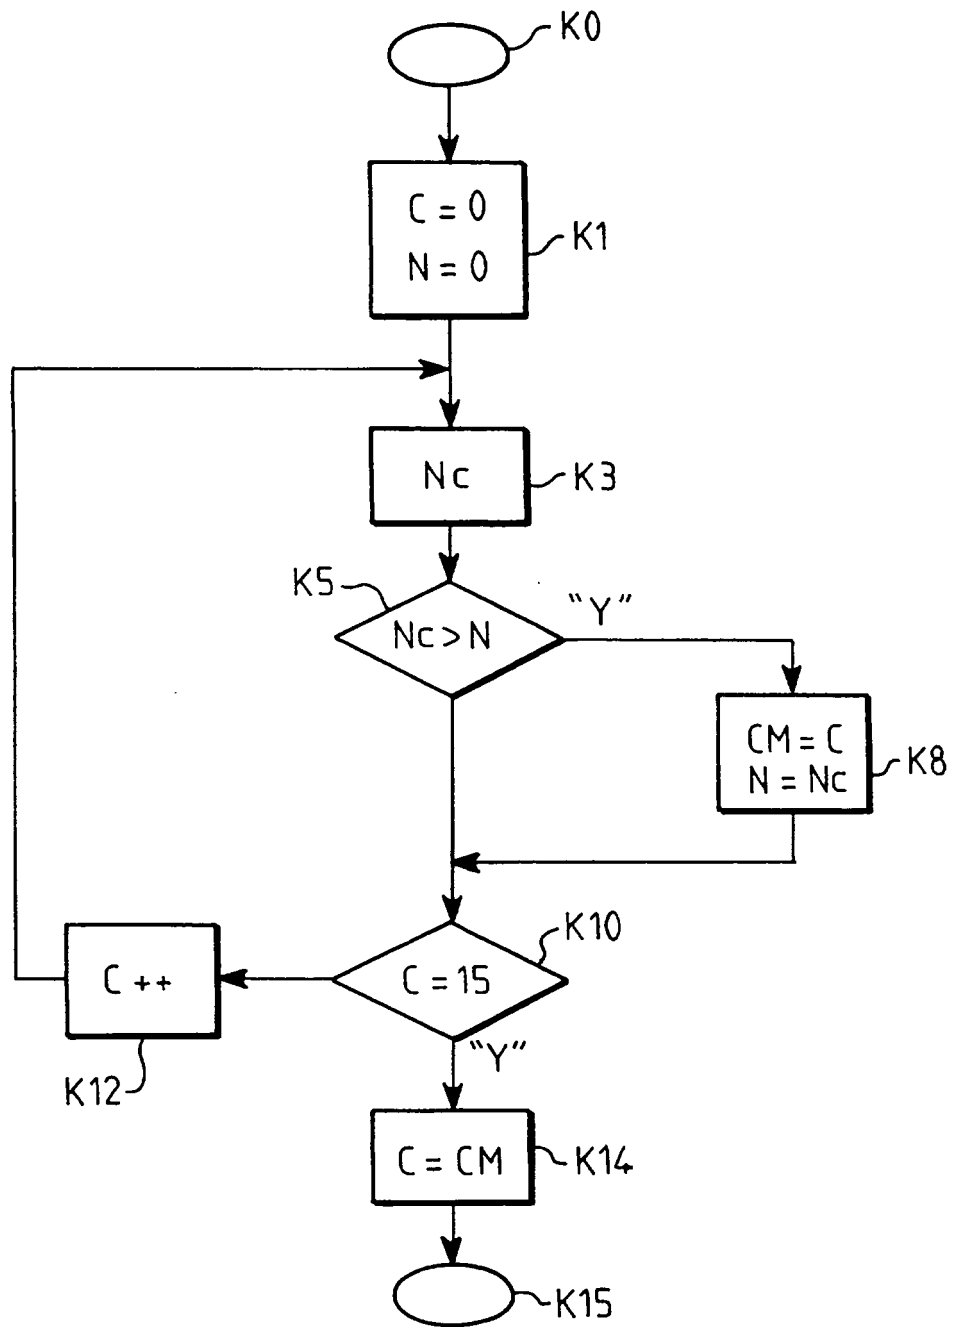 K0
C = 0
N = 0
K1
Nc
K3
K5
Nc > N
"Y"
CM = C
N = Nc
K8
K10
C = 15
C ++
K12
"Y"
C = CM
K14
K15